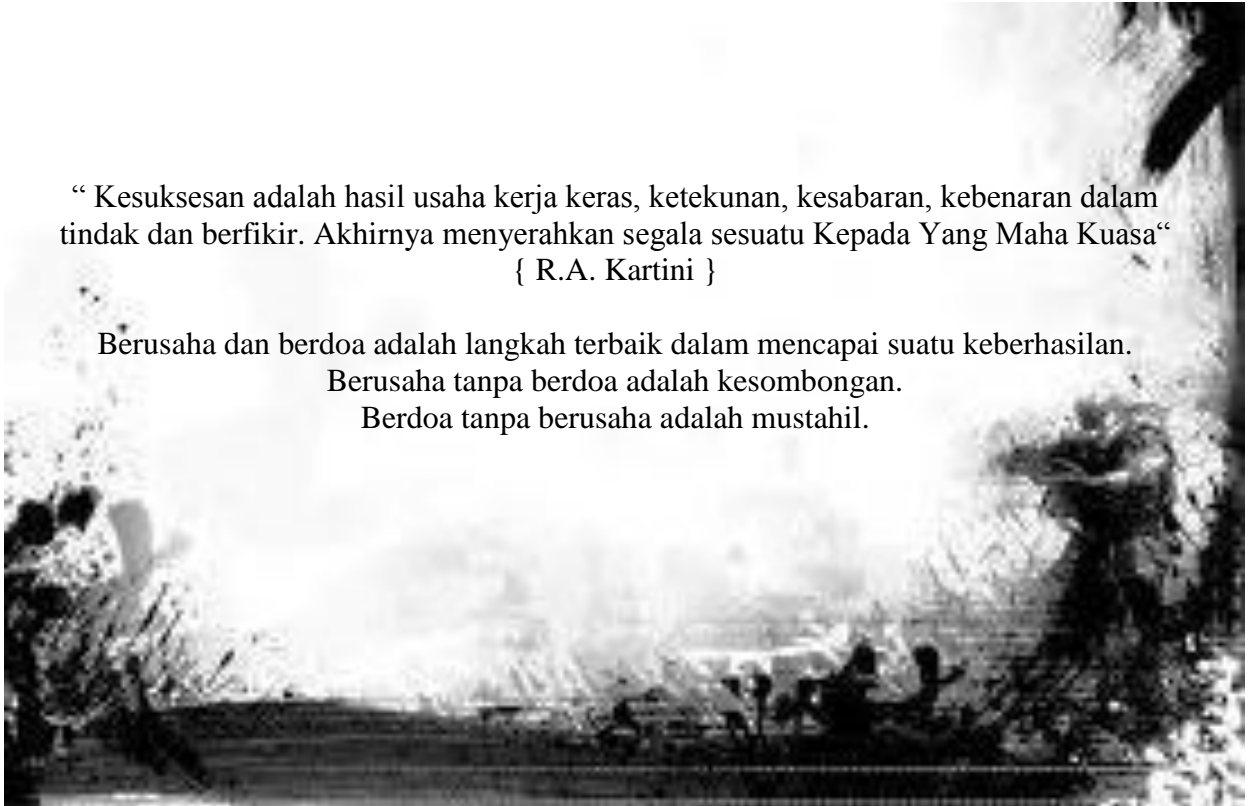 “ Kesuksesan adalah hasil usaha kerja keras, ketekunan, kesabaran, kebenaran dalam
tindak dan berfikir. Akhirnya menyerahkan segala sesuatu Kepada Yang Maha Kuasa“
{ R.A. Kartini }
Berusaha dan berdoa adalah langkah terbaik dalam mencapai suatu keberhasilan.
Berusaha tanpa berdoa adalah kesombongan.
Berdoa tanpa berusaha adalah mustahil.